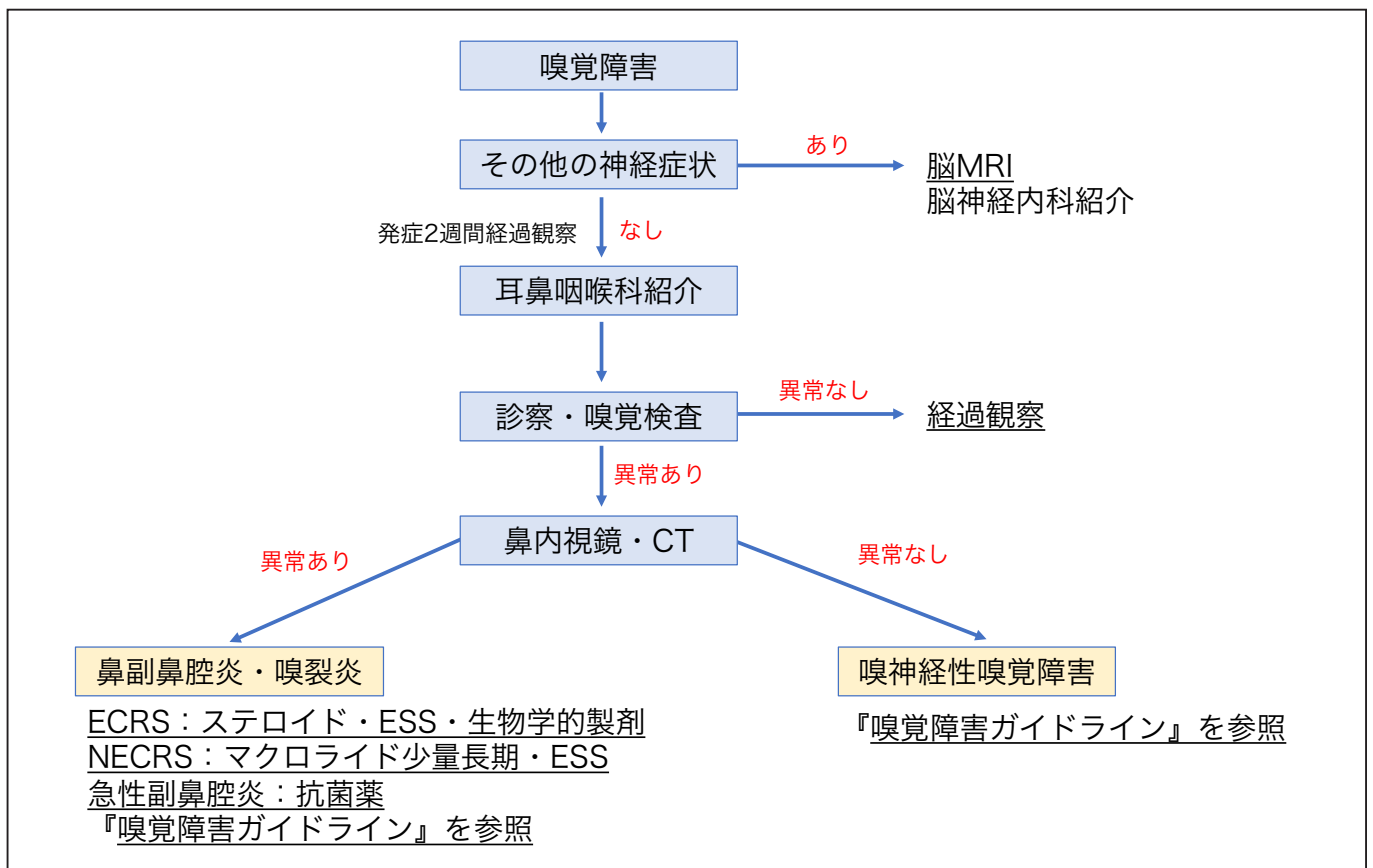 嗅覚障害
その他の神経症状
あり
脳MRI
脳神経内科紹介
発症2週間経過観察
なし
耳鼻咽喉科紹介
診察・嗅覚検査
異常なし
経過観察
異常あり
鼻内視鏡・CT
異常あり
異常なし
鼻副鼻腔炎・嗅裂炎
ECRS：ステロイド・ESS・生物学的製剤
NECRS：マクロライド少量長期・ESS
急性副鼻腔炎：抗菌薬
『嗅覚障害ガイドライン』を参照
嗅神経性嗅覚障害
『嗅覚障害ガイドライン』を参照